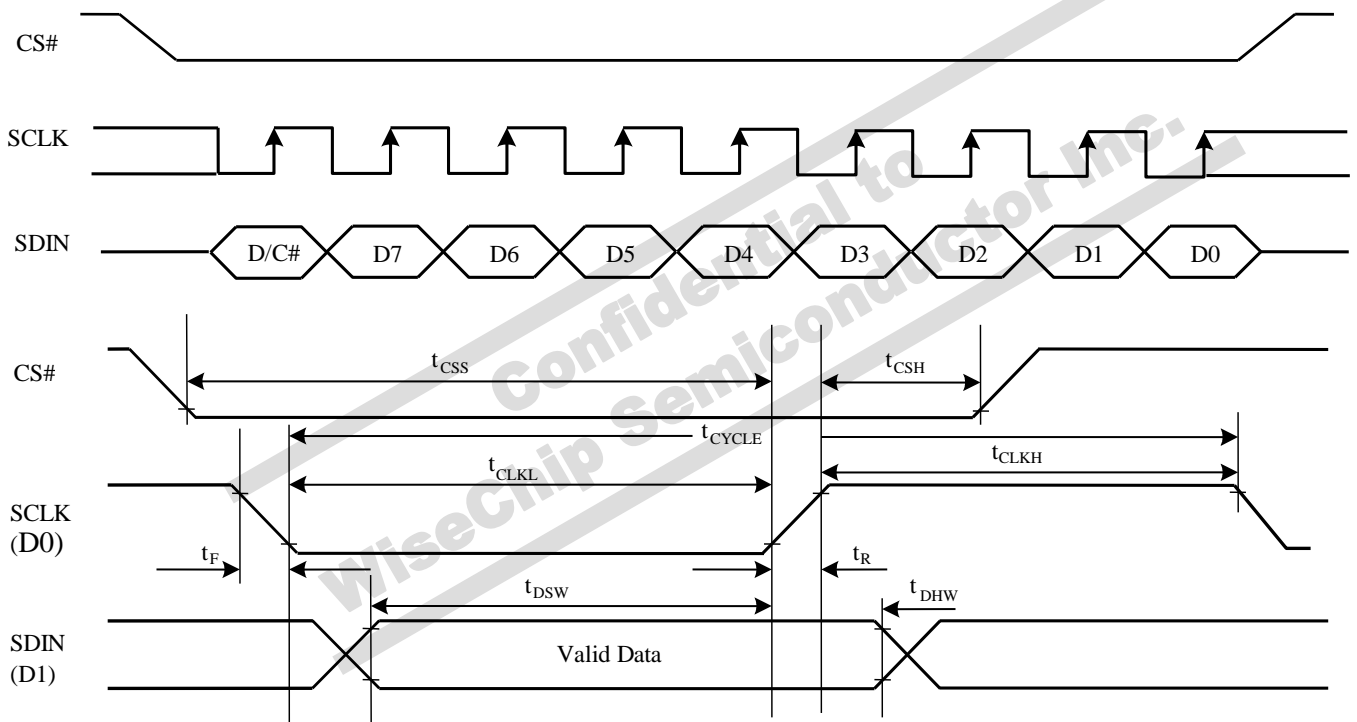 CS#
SCLK
SDIN
D/C# D7 D6 D5 D4 D3 D2 D1 D0
CS#
tCSS
tCSH
tCYCLE
tCLKL
tCLKH
SCLK
(D0)
tF
tR
tDSW
tDHW
SDIN
(D1)
Valid Data
Confidential to
WiseChip Semiconductor Inc.